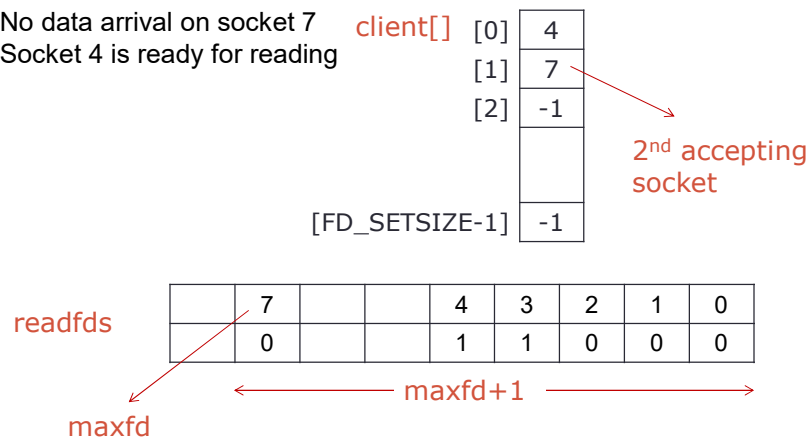 No data arrival on socket 7
Socket 4 is ready for reading
client[] [0] 4
[1] 7
[2] -1
2nd accepting
socket
[FD_SETSIZE-1] -1
readfds
7 4 3 2 1 0
0 1 1 0 0 0
maxfd+1
maxfd